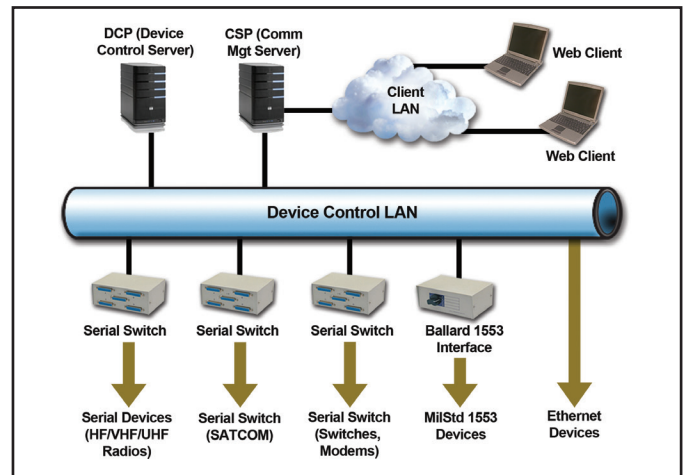 DCP (Device
Control Server)
CSP (Comm
Mgt Server)
Client
LAN
Web Client
Web Client
Device Control LAN
Serial Switch
Serial Switch
Serial Switch
Ballard 1553
Interface
Serial Devices
(HF/VHF/UHF
Radios)
Serial Switch
(SATCOM)
Serial Switch
(Switches,
Modems)
MilStd 1553
Devices
Ethernet
Devices